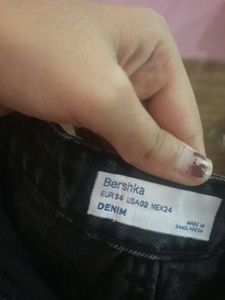 Bershka
EUR34 USA02 MEX24
DENIM
MADE IN
BANGLADESH